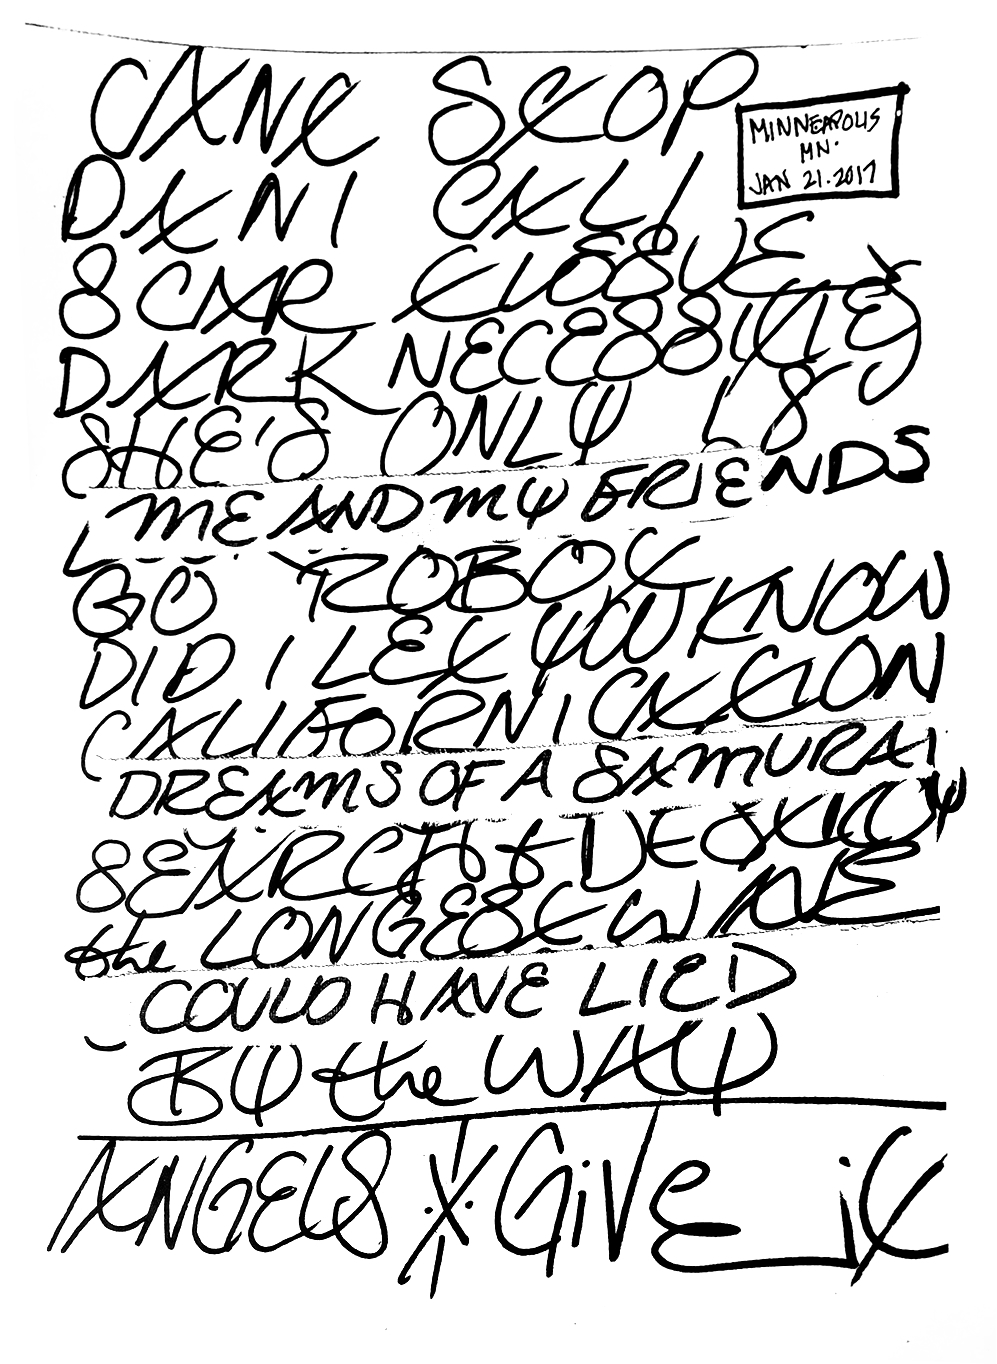 CAN'T STOP
MINNEAPOLIS
MN.
JAN 21.2017
DANI CALI
SCAR TISSUE
DARK NECESSITIES
SHE'S ONLY 18
ME AND MY FRIENDS
GO ROBOT
DID I LET YOU KNOW
CALIFORNICATION
DREAMS OF A SAMURAI
SEARCH & DESTROY
the LONGEST WAVE
COULD HAVE LIED
BY the WAY
ANGELS GIVE it